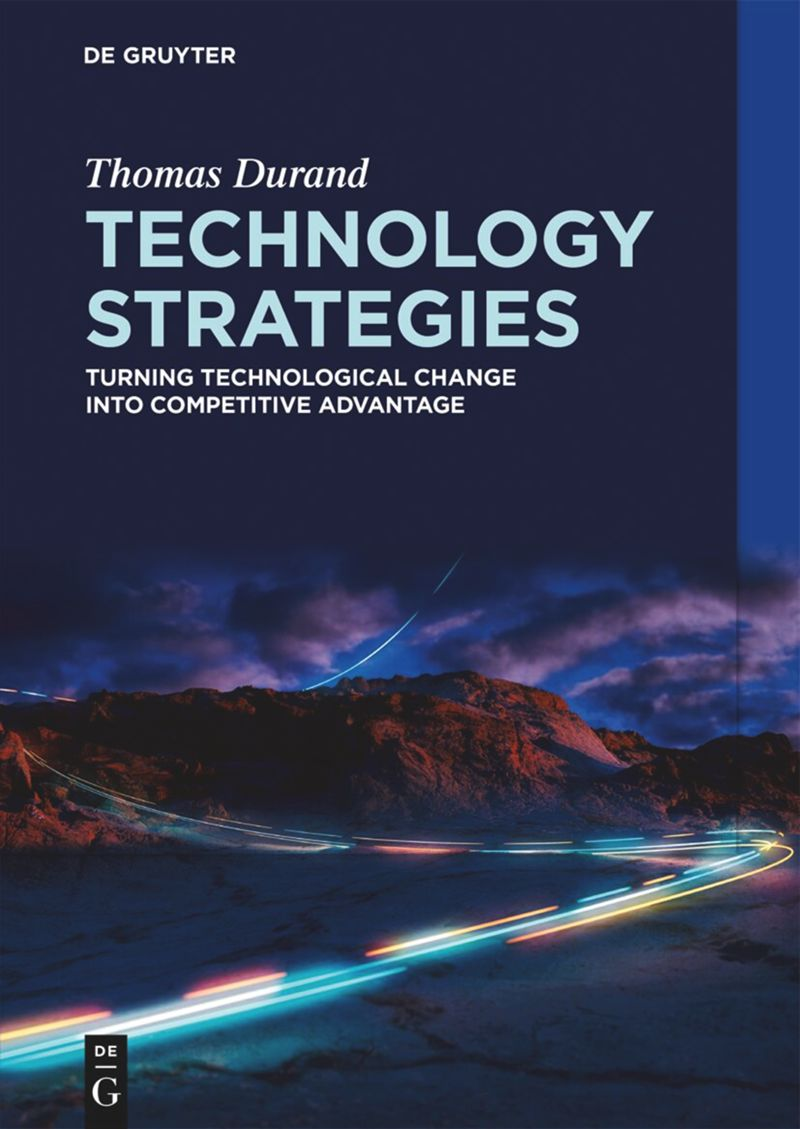 DE GRUYTER
Thomas Durand
TECHNOLOGY
STRATEGIES
TURNING TECHNOLOGICAL CHANGE
INTO COMPETITIVE ADVANTAGE
DE
G